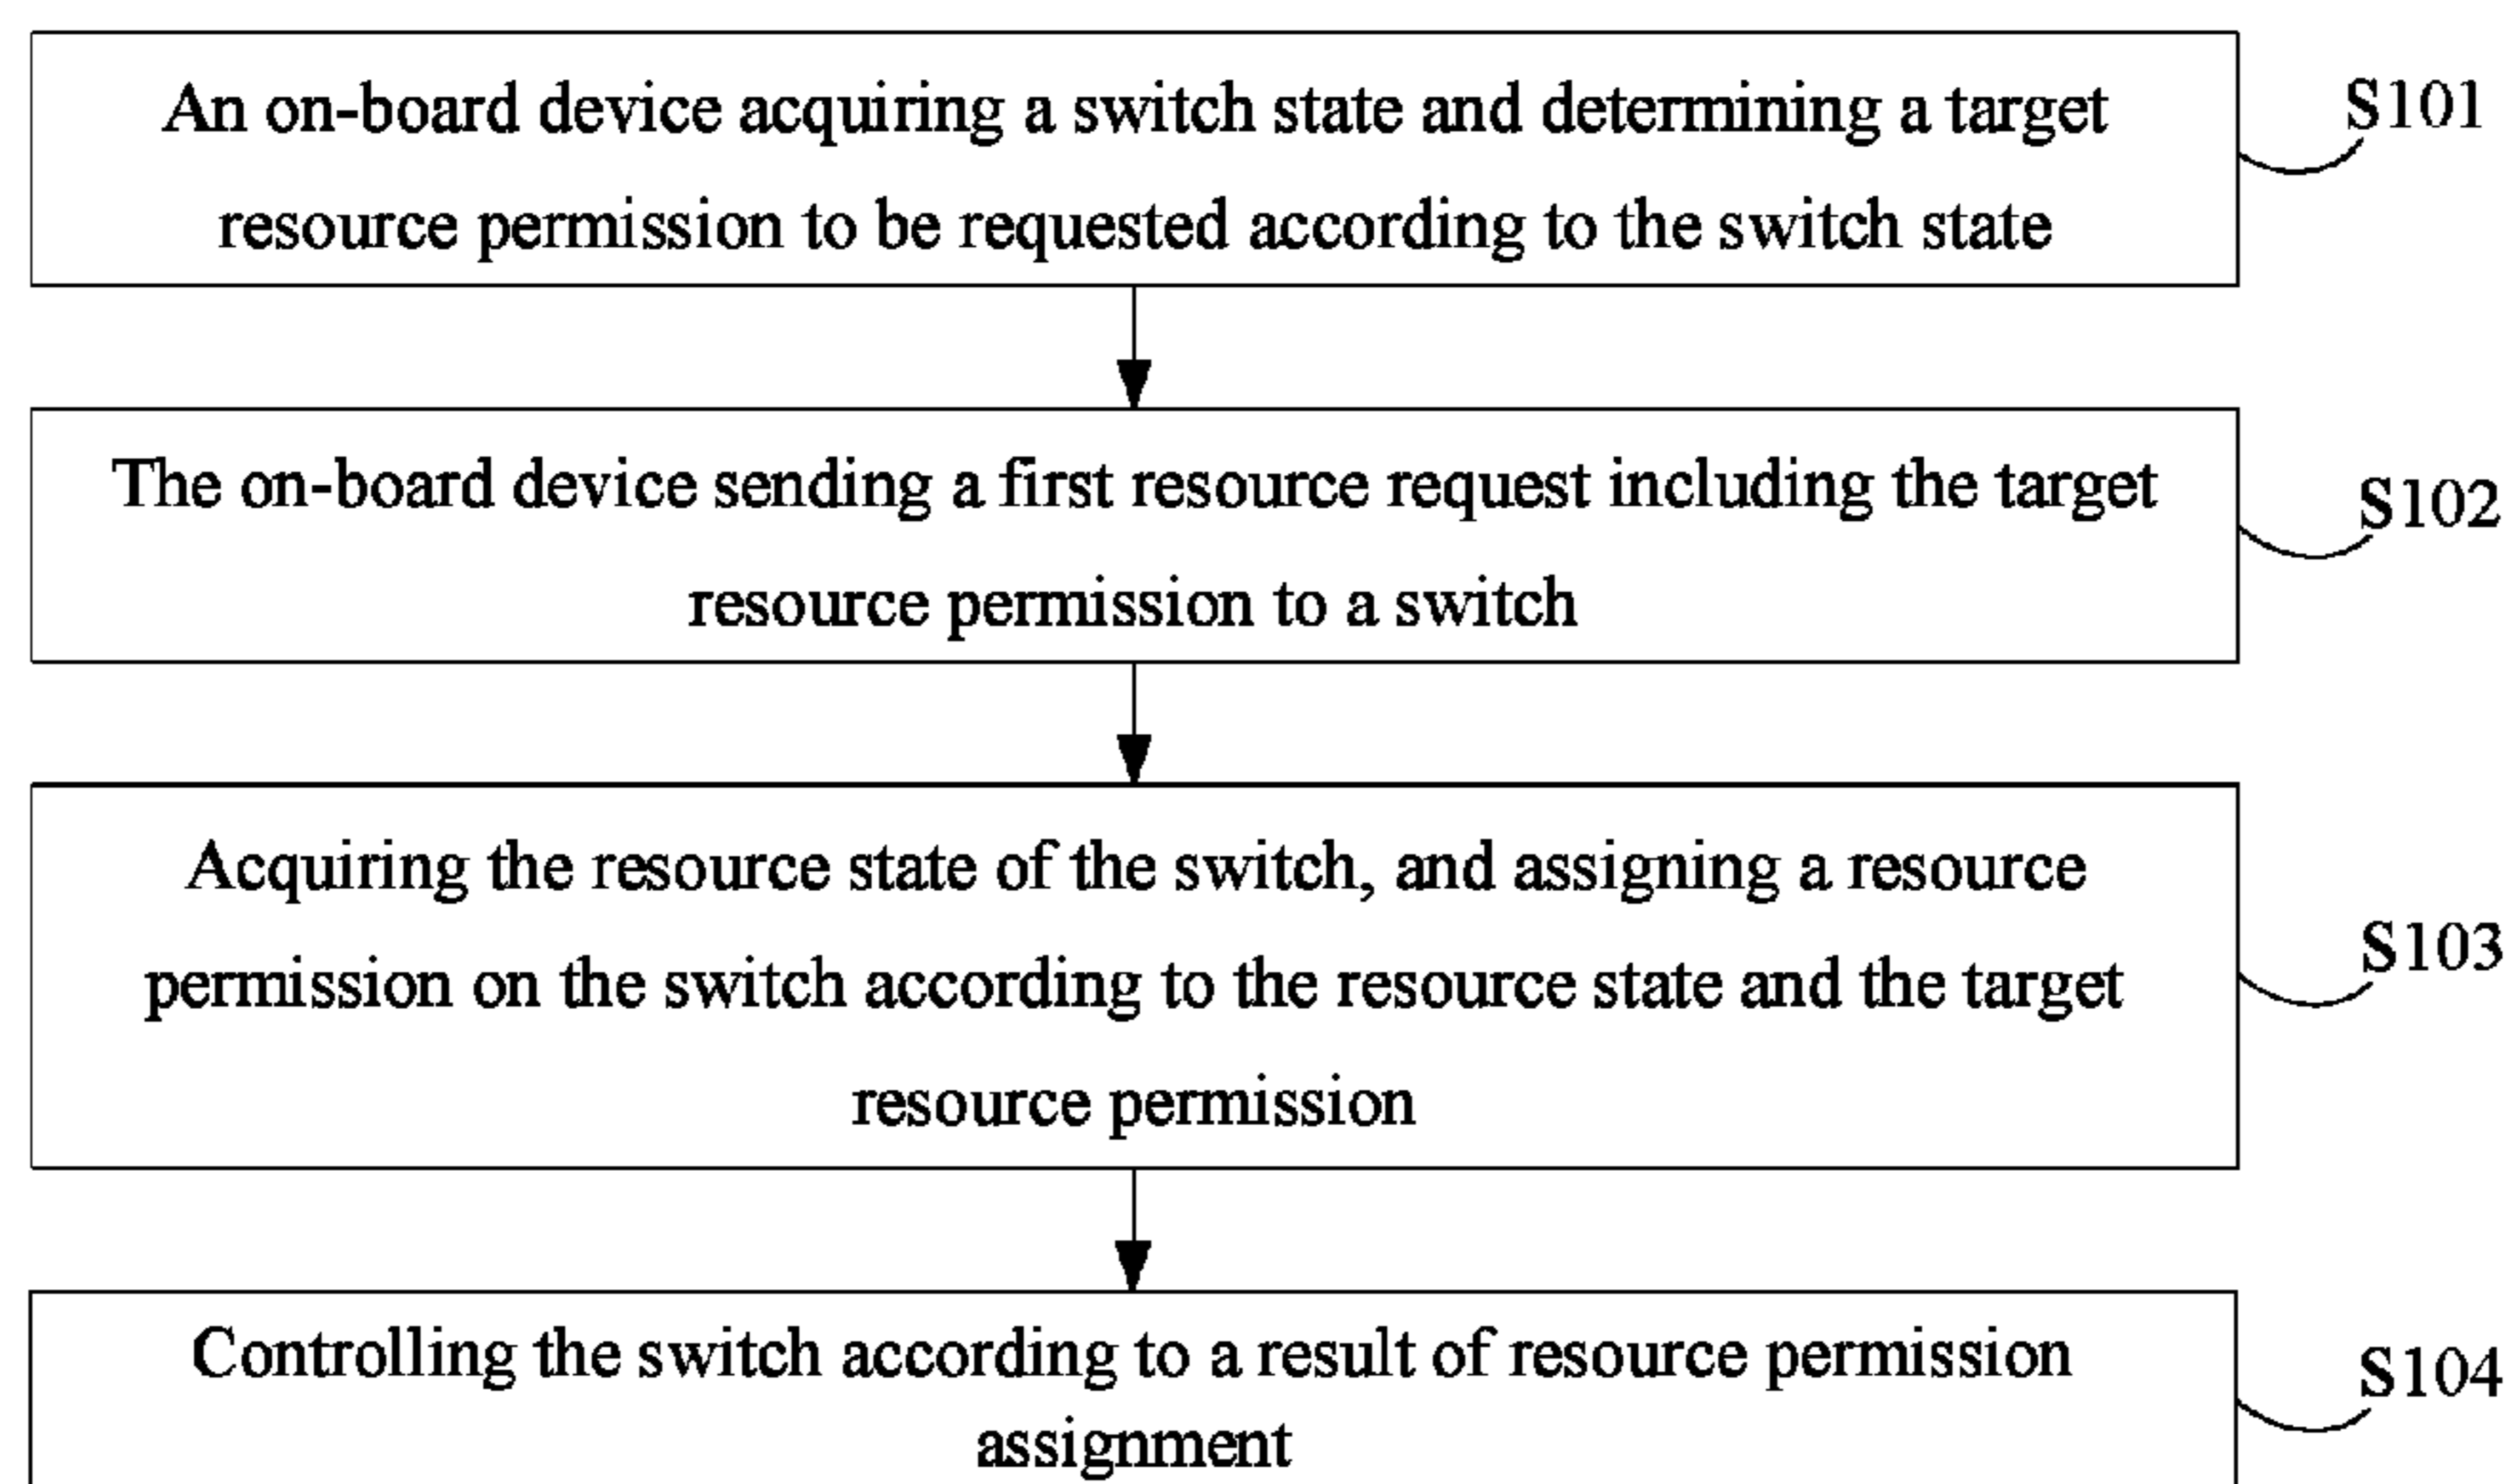 An on-board device acquiring a switch state and determining a target
resource permission to be requested according to the switch state
S101
The on-board device sending a first resource request including the target
resource permission to a switch
S102
Acquiring the resource state of the switch, and assigning a resource
permission on the switch according to the resource state and the target
resource permission
S103
Controlling the switch according to a result of resource permission
assignment
S104